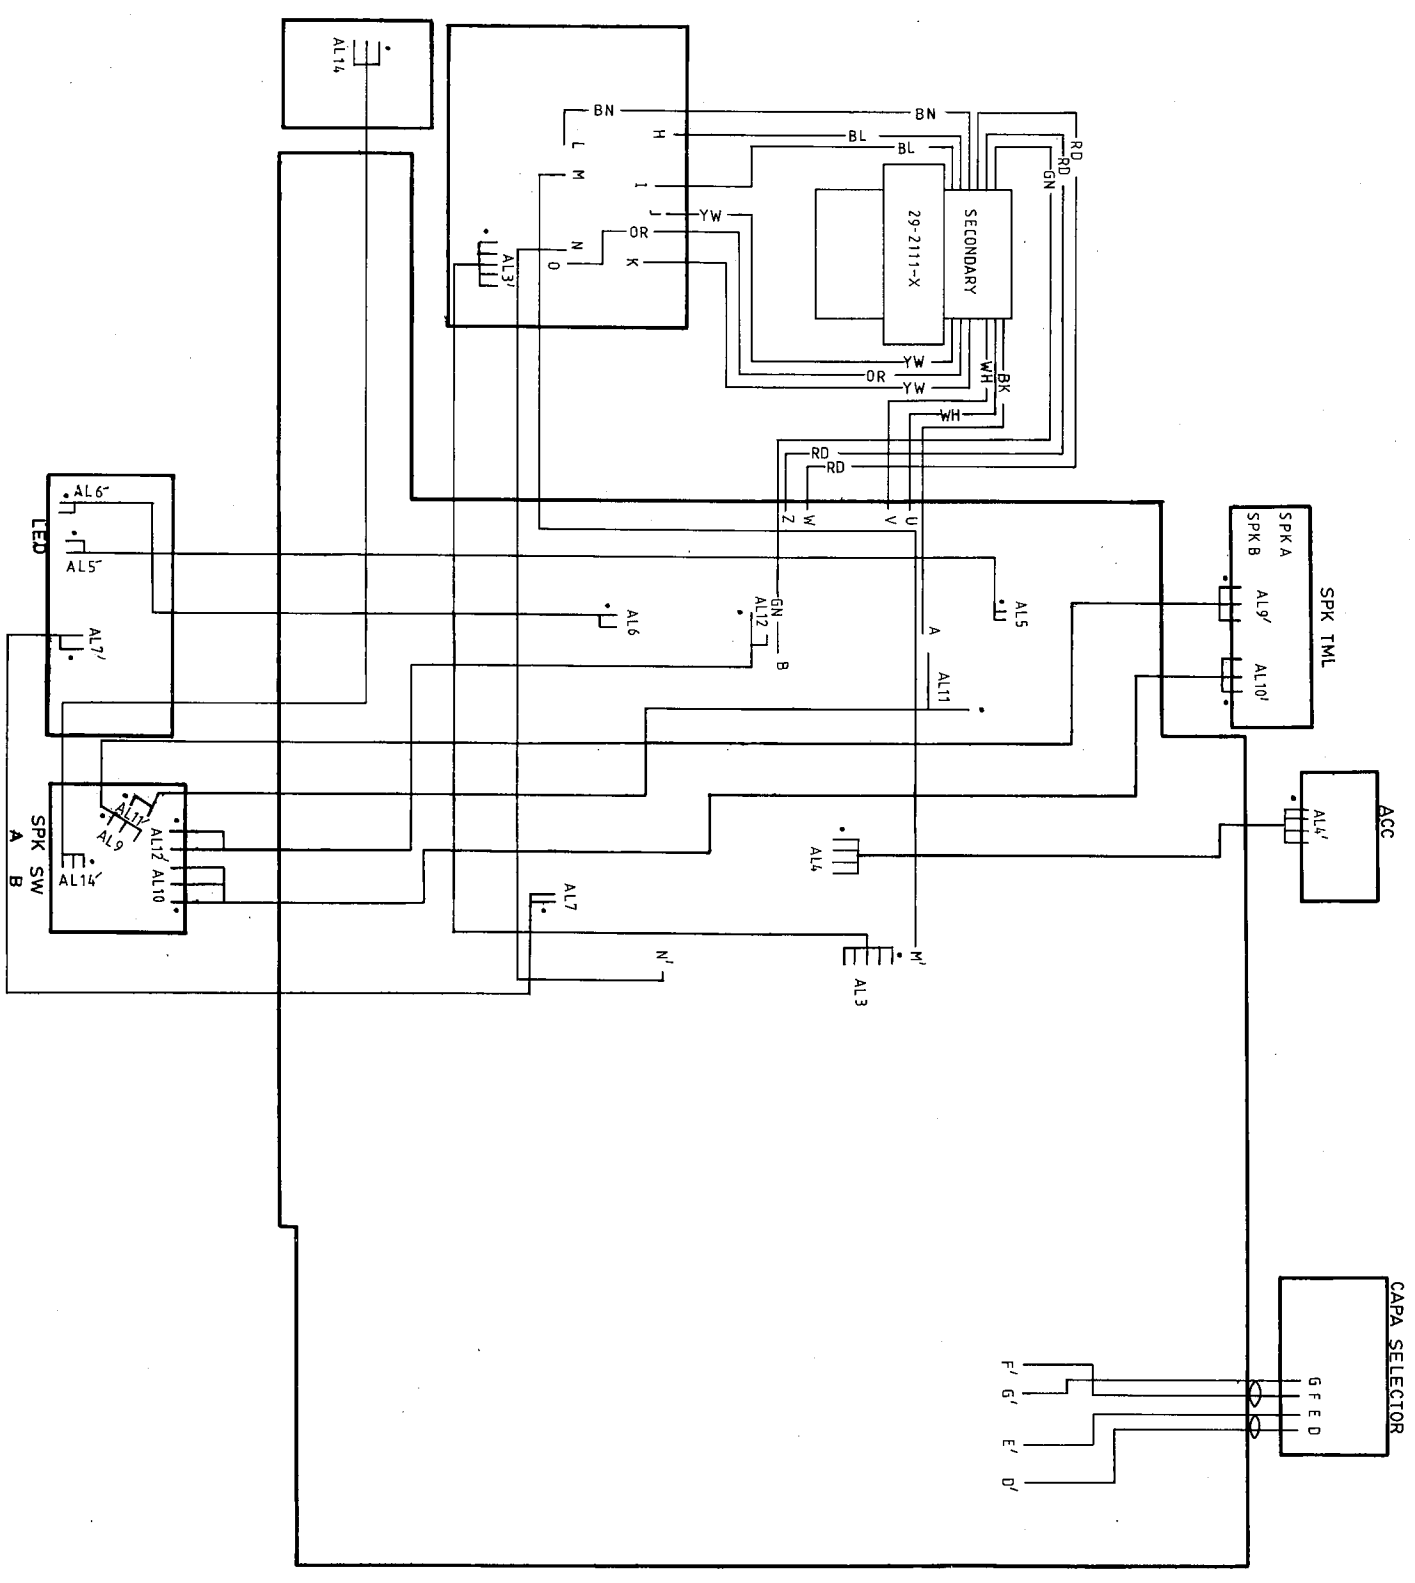 AL14
BN
BN
H
BL
BL
L
M
I
J
YW
OR
N
O
K
AL3'
RD
RD
GN
SECONDARY
29-2111-X
YW
OR
YW
WH
BK
WH
RD
RD
Z
W
V
U
AL6'
LED
AL5'
AL7'
AL6
GN
AL12
B
AL5
A
AL11
SPK A
SPK B
AL9'
AL10'
SPK TML
ACC
AL4'
AL11'
AL9
AL12'
AL10
AL14'
SPK SW
A B
AL4
AL7
N'
M'
AL3
CAPA SELECTOR
G
F
E
D
F'
G'
E'
D'